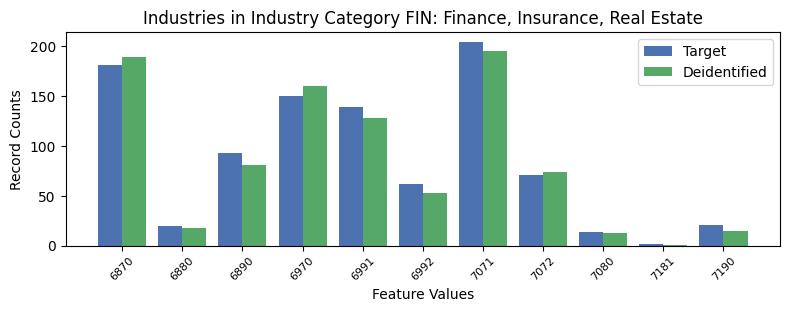 Industries in Industry Category FIN: Finance, Insurance, Real Estate
Target
Deidentified
Record Counts
200
150
100
50
0
6870 6880 6890 6970 6991 6992 7071 7072 7080 7181 7190
Feature Values